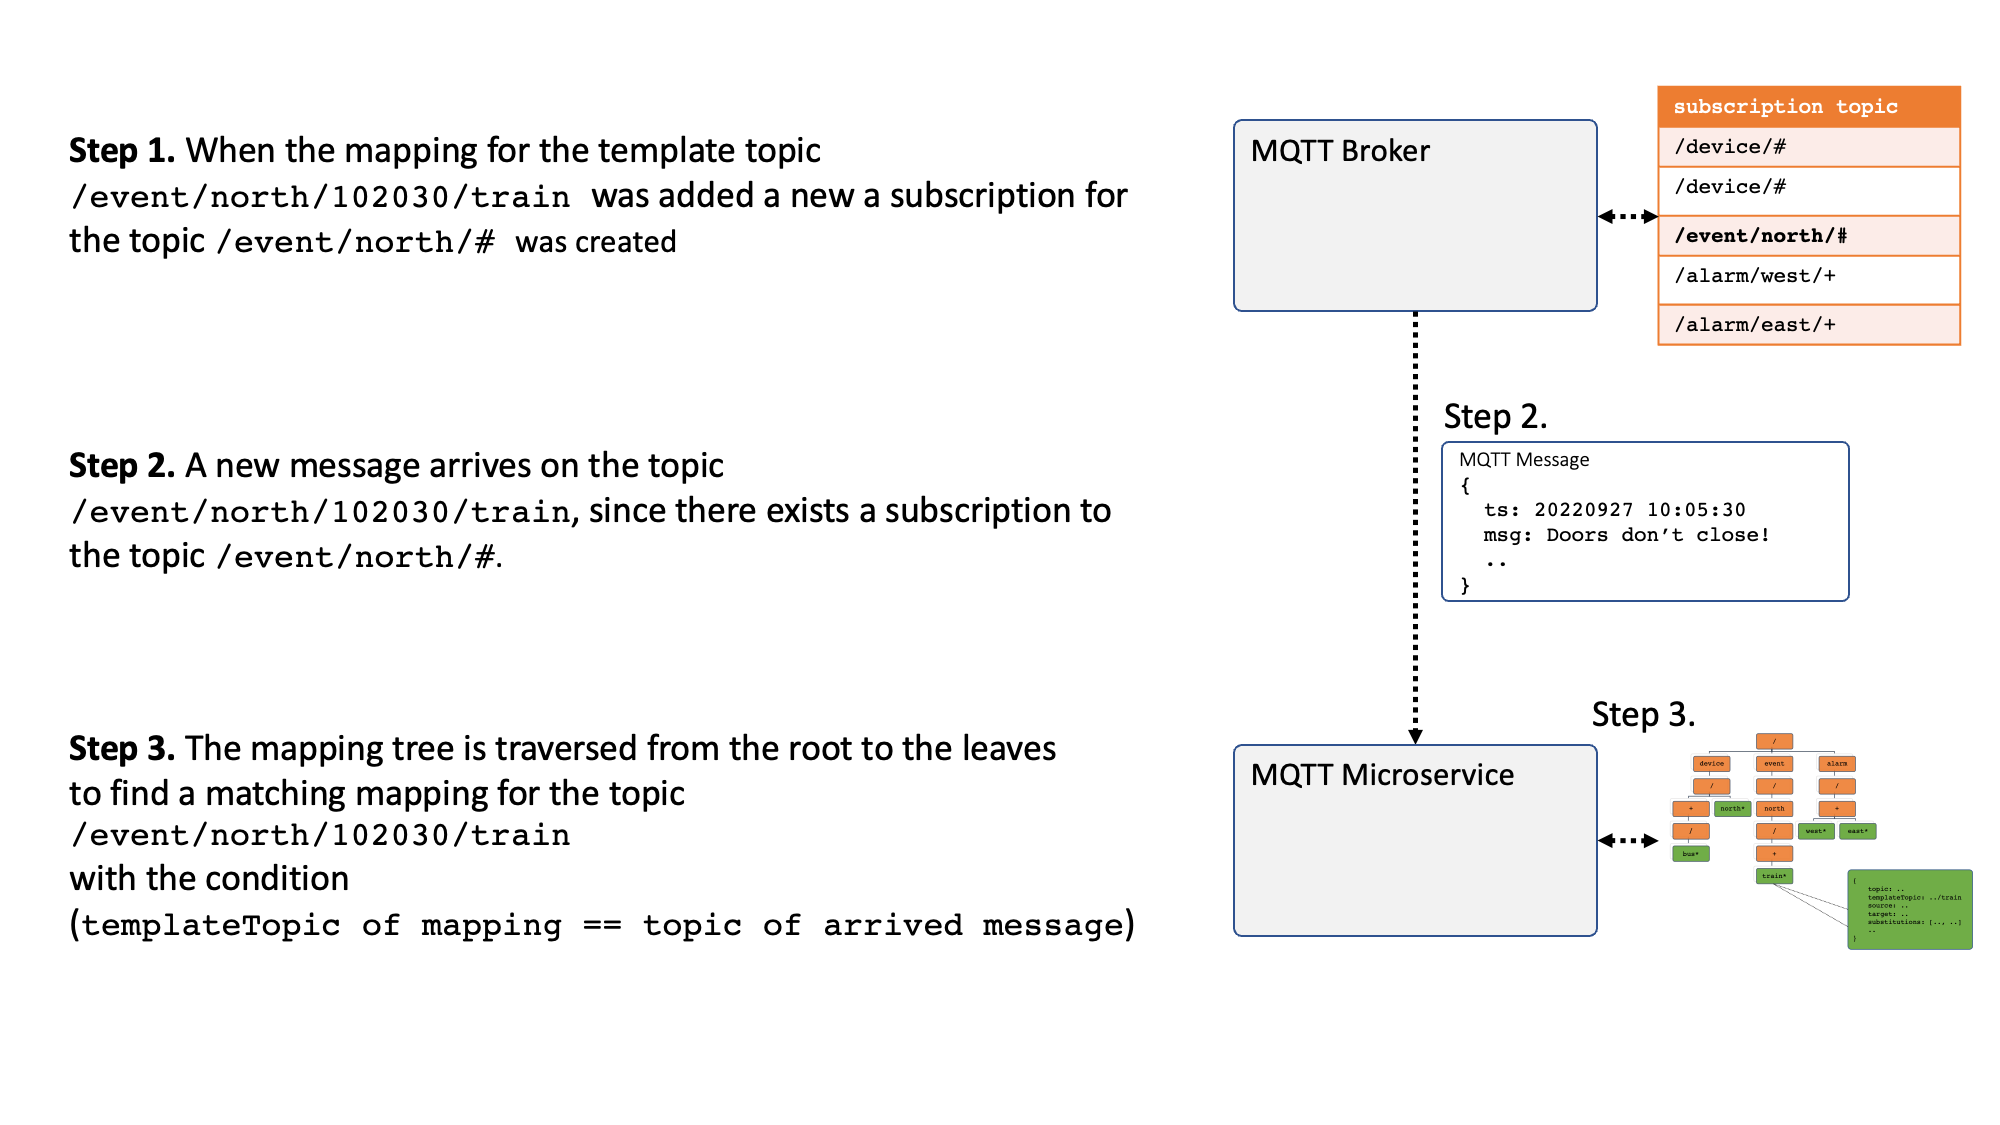 Step 1. When the mapping for the template topic
/event/north/102030/train was added a new a subscription for
the topic /event/north/# was created
Step 2. A new message arrives on the topic
/event/north/102030/train, since there exists a subscription to
the topic /event/north/#.
Step 3. The mapping tree is traversed from the root to the leaves
to find a matching mapping for the topic
/event/north/102030/train
with the condition
(templateTopic of mapping == topic of arrived message)
MQTT Broker
subscription topic
/device/#
/device/#
/event/north/#
/alarm/west/+
/alarm/east/+
Step 2.
MQTT Message
{
ts: 20220927 10:05:30
msg: Doors don’t close!
..
}
MQTT Microservice
Step 3.
/
device event alarm
/ / /
+ north* north +
/ / west* east*
bus* +
train*
{
topic: ..
templateTopic: ../train
source: ..
target: ..
substitutions: [.., ..]
..
}